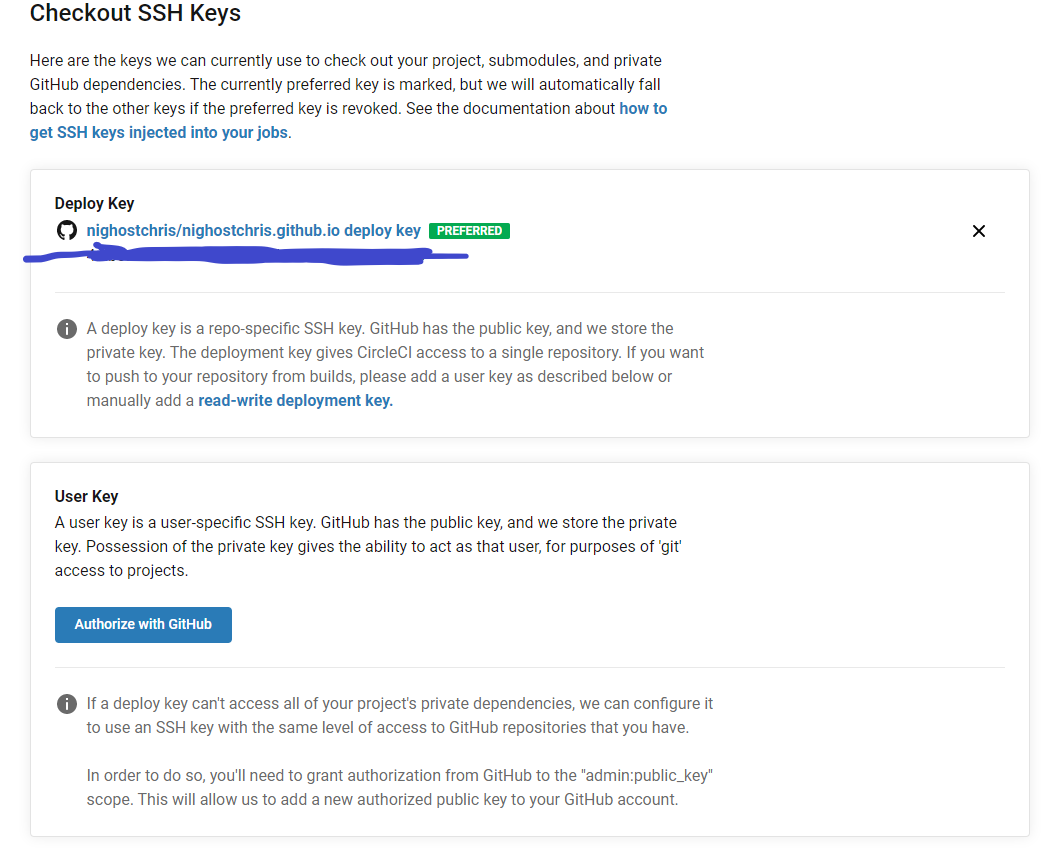 Checkout SSH Keys
Here are the keys we can currently use to check out your project, submodules, and private
GitHub dependencies. The currently preferred key is marked, but we will automatically fall
back to the other keys if the preferred key is revoked. See the documentation about how to
get SSH keys injected into your jobs.
Deploy Key
nighostchris/nighostchris.github.io deploy key PREFERRED
A deploy key is a repo-specific SSH key. GitHub has the public key, and we store the
private key. The deployment key gives CircleCI access to a single repository. If you want
to push to your repository from builds, please add a user key as described below or
manually add a read-write deployment key.
User Key
A user key is a user-specific SSH key. GitHub has the public key, and we store the private
key. Possession of the private key gives the ability to act as that user, for purposes of 'git'
access to projects.
Authorize with GitHub
If a deploy key can't access all of your project's private dependencies, we can configure it
to use an SSH key with the same level of access to GitHub repositories that you have.
In order to do so, you'll need to grant authorization from GitHub to the "admin:public_key"
scope. This will allow us to add a new authorized public key to your GitHub account.